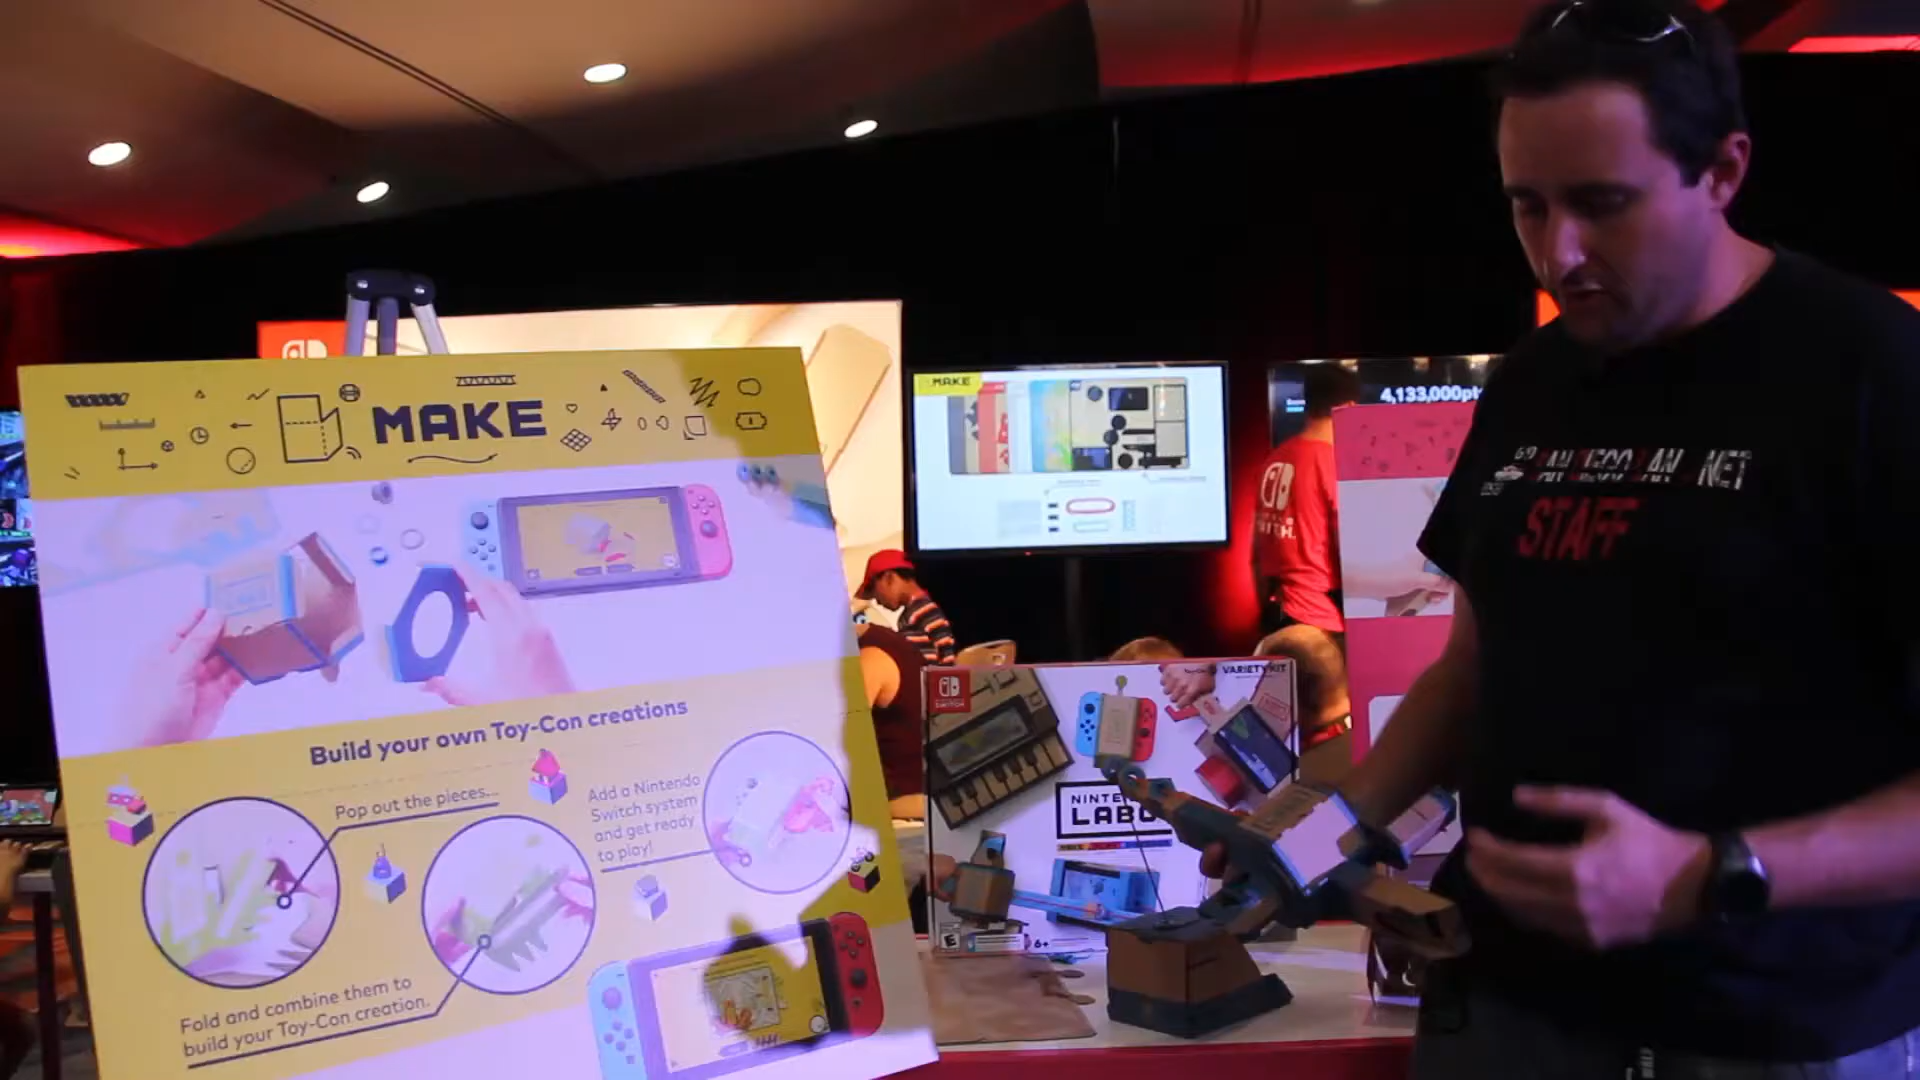 MAKE
Build your own Toy-Con creations
Pop out the pieces...
Add a Nintendo
Switch system
and get ready
to play!
Fold and combine them to
build your Toy-Con creation.
MAKE
4,133,000pt
VARIETY KIT
LABO
E
6+
STAFF